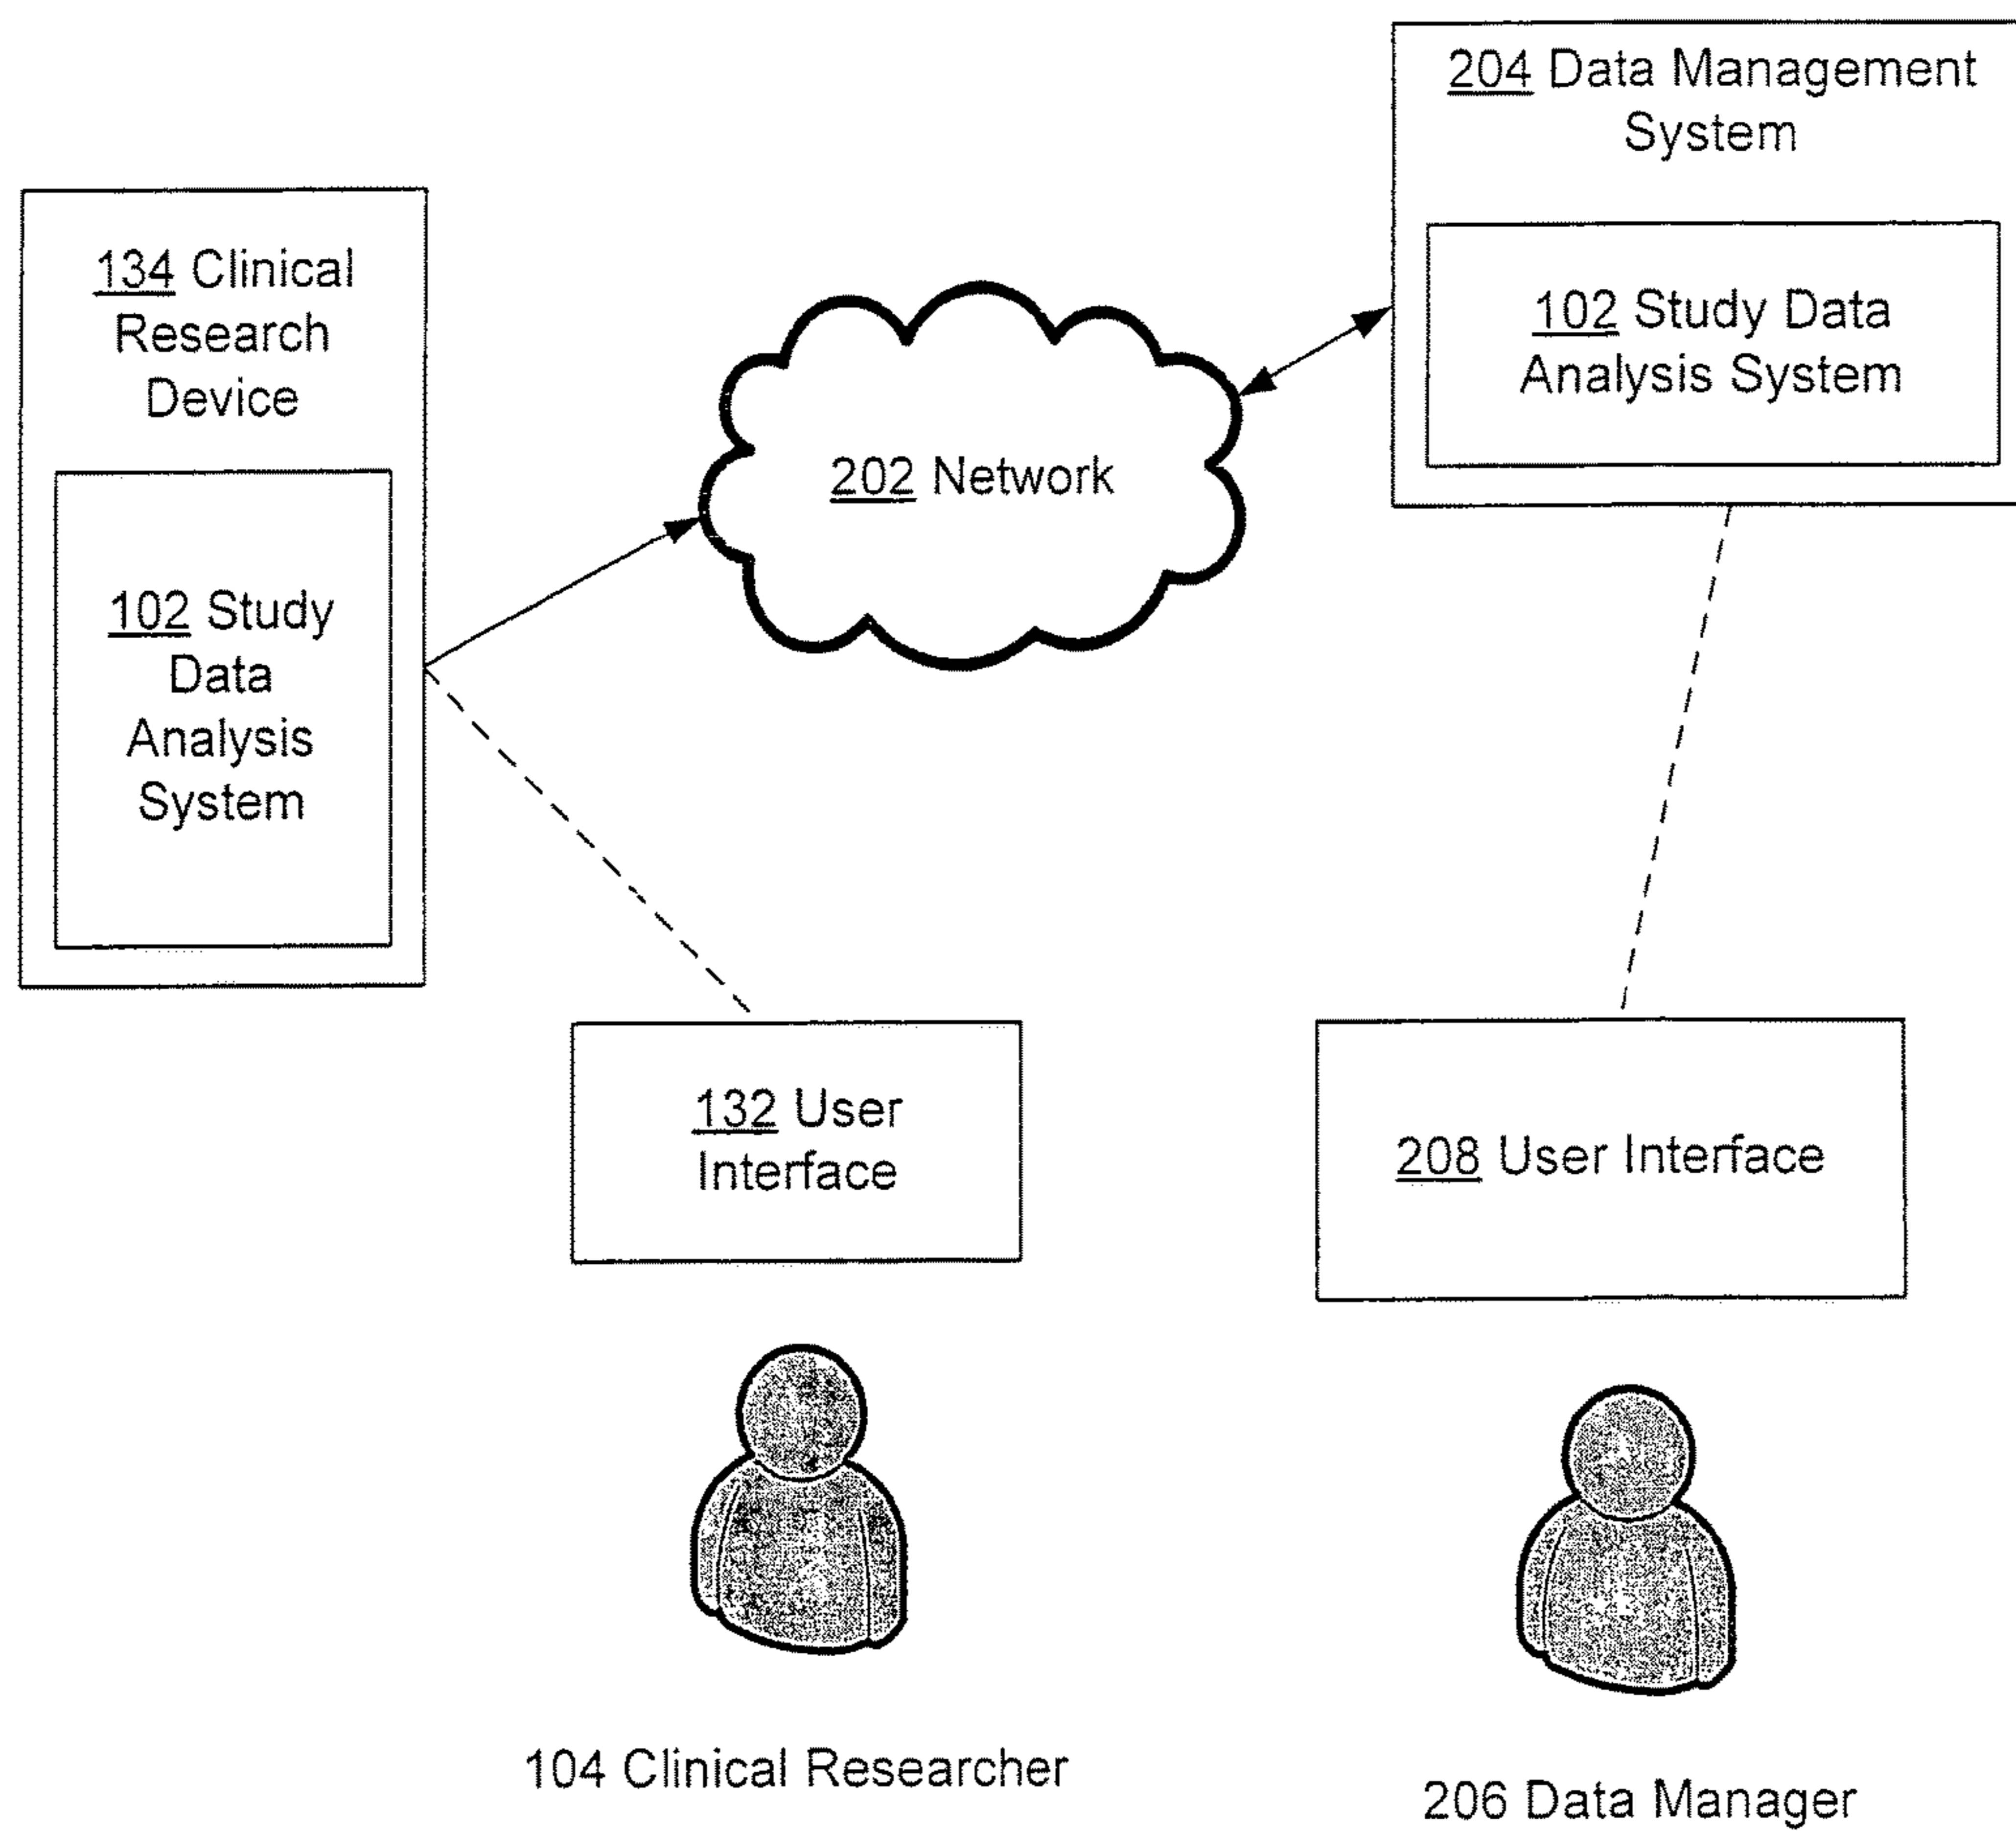 204 Data Management
System
134 Clinical
Research
Device
102 Study Data
Analysis System
202 Network
102 Study
Data
Analysis
System
132 User
Interface
208 User Interface
104 Clinical Researcher
206 Data Manager